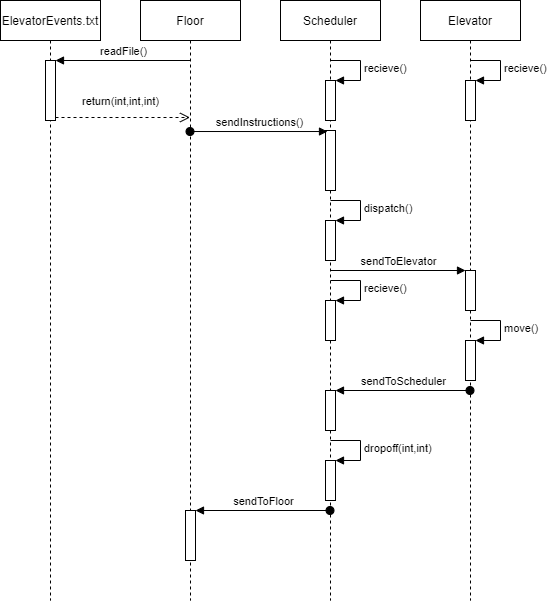 ElevatorEvents.txt
Floor
Scheduler
Elevator
readFile()
recieve()
recieve()
return(int,int,int)
sendInstructions()
dispatch()
sendToElevator
recieve()
move()
sendToScheduler
dropoff(int,int)
sendToFloor